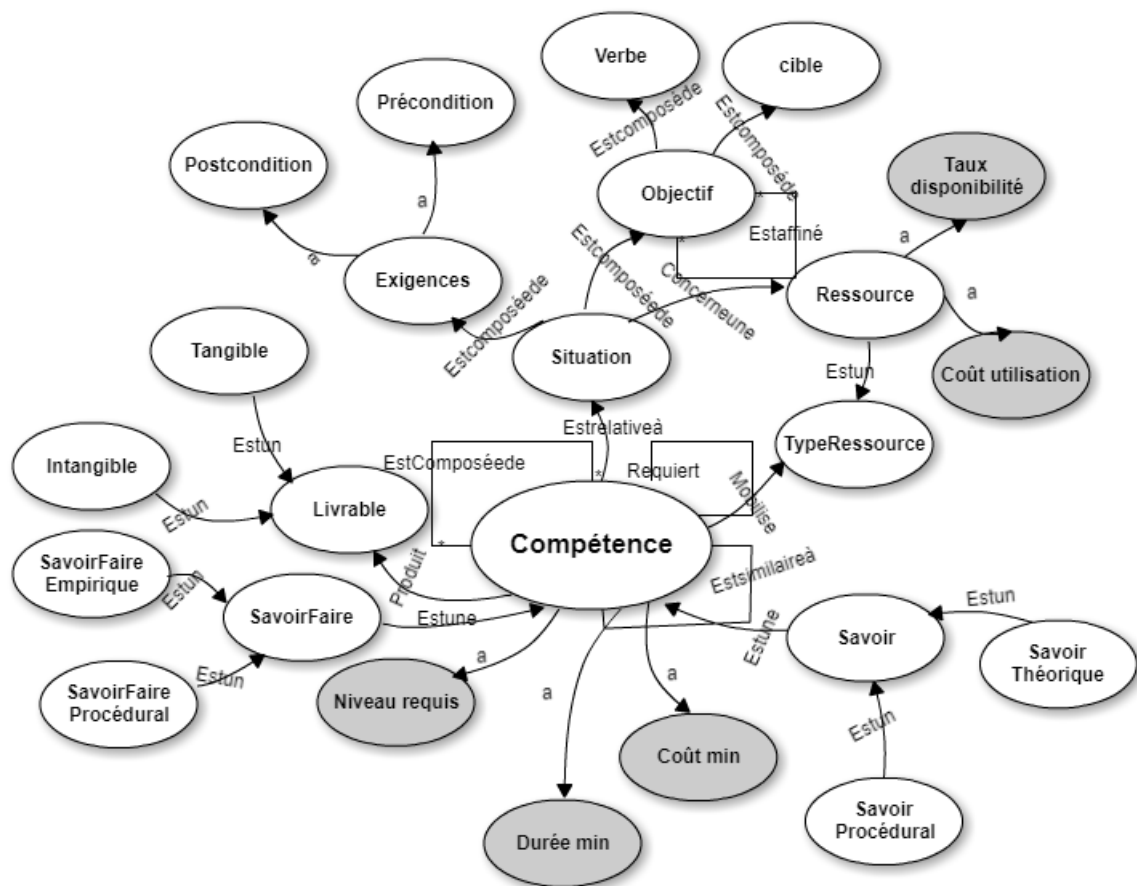 Verbe
cible
Estcomposéde
Estcomposéde
Précondition
Postcondition
a
a
Taux
disponibilité
Objectif
*
*
Estaffiné
a
Exigences
Estcomposéede
Estcomposéede
Concerneune
Ressource
a
Tangible
Situation
Estun
Coût utilisation
Estun
Estrelativeà
TypeRessource
EstComposéede
Requiert
Mobilise
Intangible
Estun
Livrable
*
*
Compétence
SavoirFaire
Empirique
Estun
Produit
Estsimilaireà
SavoirFaire
Estune
Estune
Savoir
Estun
Savoir
Théorique
Estun
SavoirFaire
Procédural
a
Niveau requis
a
a
Coût min
Estun
Savoir
Procédural
Durée min